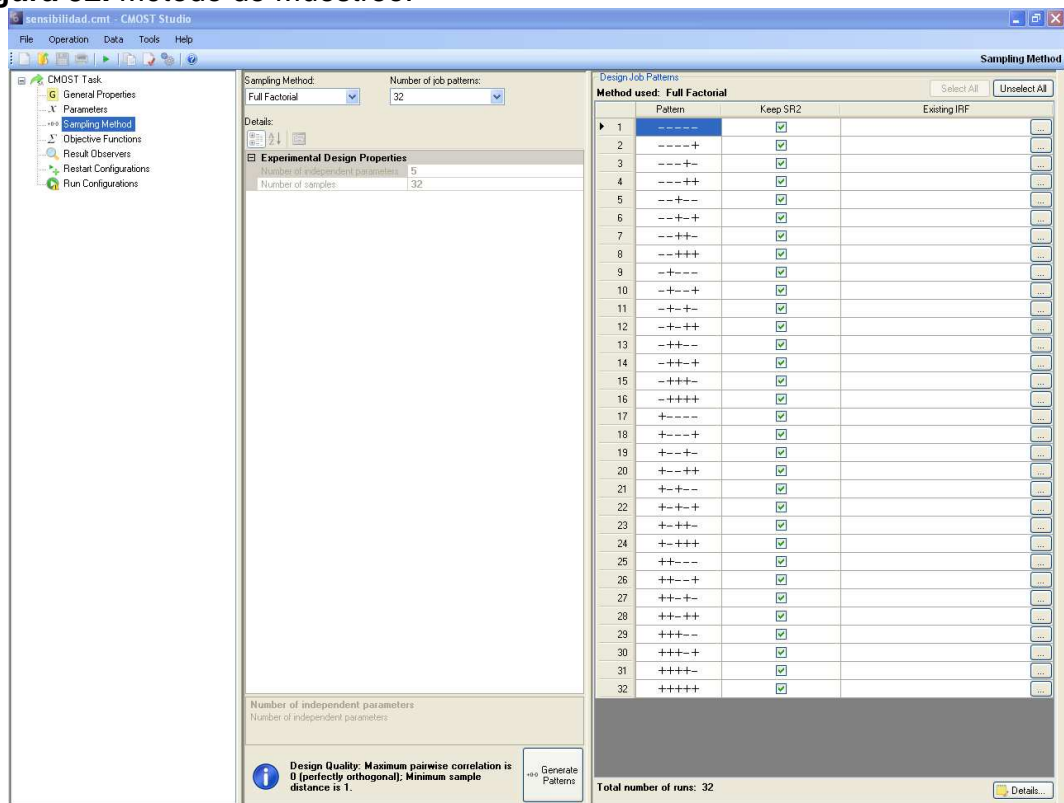 sensibilidad.cmt - CMOST Studio
File Operation Data Tools Help
Sampling Method
CMOST Task
G General Properties
X Parameters
Sampling Method
Σ Objective Functions
Result Observers
Restart Configurations
Run Configurations
Sampling Method: Number of job patterns:
Full Factorial 32
Details:
Experimental Design Properties
Number of independent parameters 5
Number of samples 32
Number of independent parameters
Number of independent parameters
Design Quality: Maximum pairwise correlation is
0 (perfectly orthogonal); Minimum sample
distance is 1.
Generate
Patterns
Design Job Patterns
Method used: Full Factorial Select All Unselect All
Pattern Keep SR2 Existing IRF
1 ----- ...
2 ----+ ...
3 ---+- ...
4 ---++ ...
5 --+-- ...
6 --+-+ ...
7 --++- ...
8 --+++ ...
9 -+--- ...
10 -+--+ ...
11 -+-+- ...
12 -+-++ ...
13 -++-- ...
14 -++-+ ...
15 -+++- ...
16 -++++ ...
17 +---- ...
18 +---+ ...
19 +--+- ...
20 +--++ ...
21 +-+-- ...
22 +-+-+ ...
23 +-++- ...
24 +-+++ ...
25 ++--- ...
26 ++--+ ...
27 ++-+- ...
28 ++-++ ...
29 +++-- ...
30 +++-+ ...
31 ++++- ...
32 +++++ ...
Total number of runs: 32 Details...